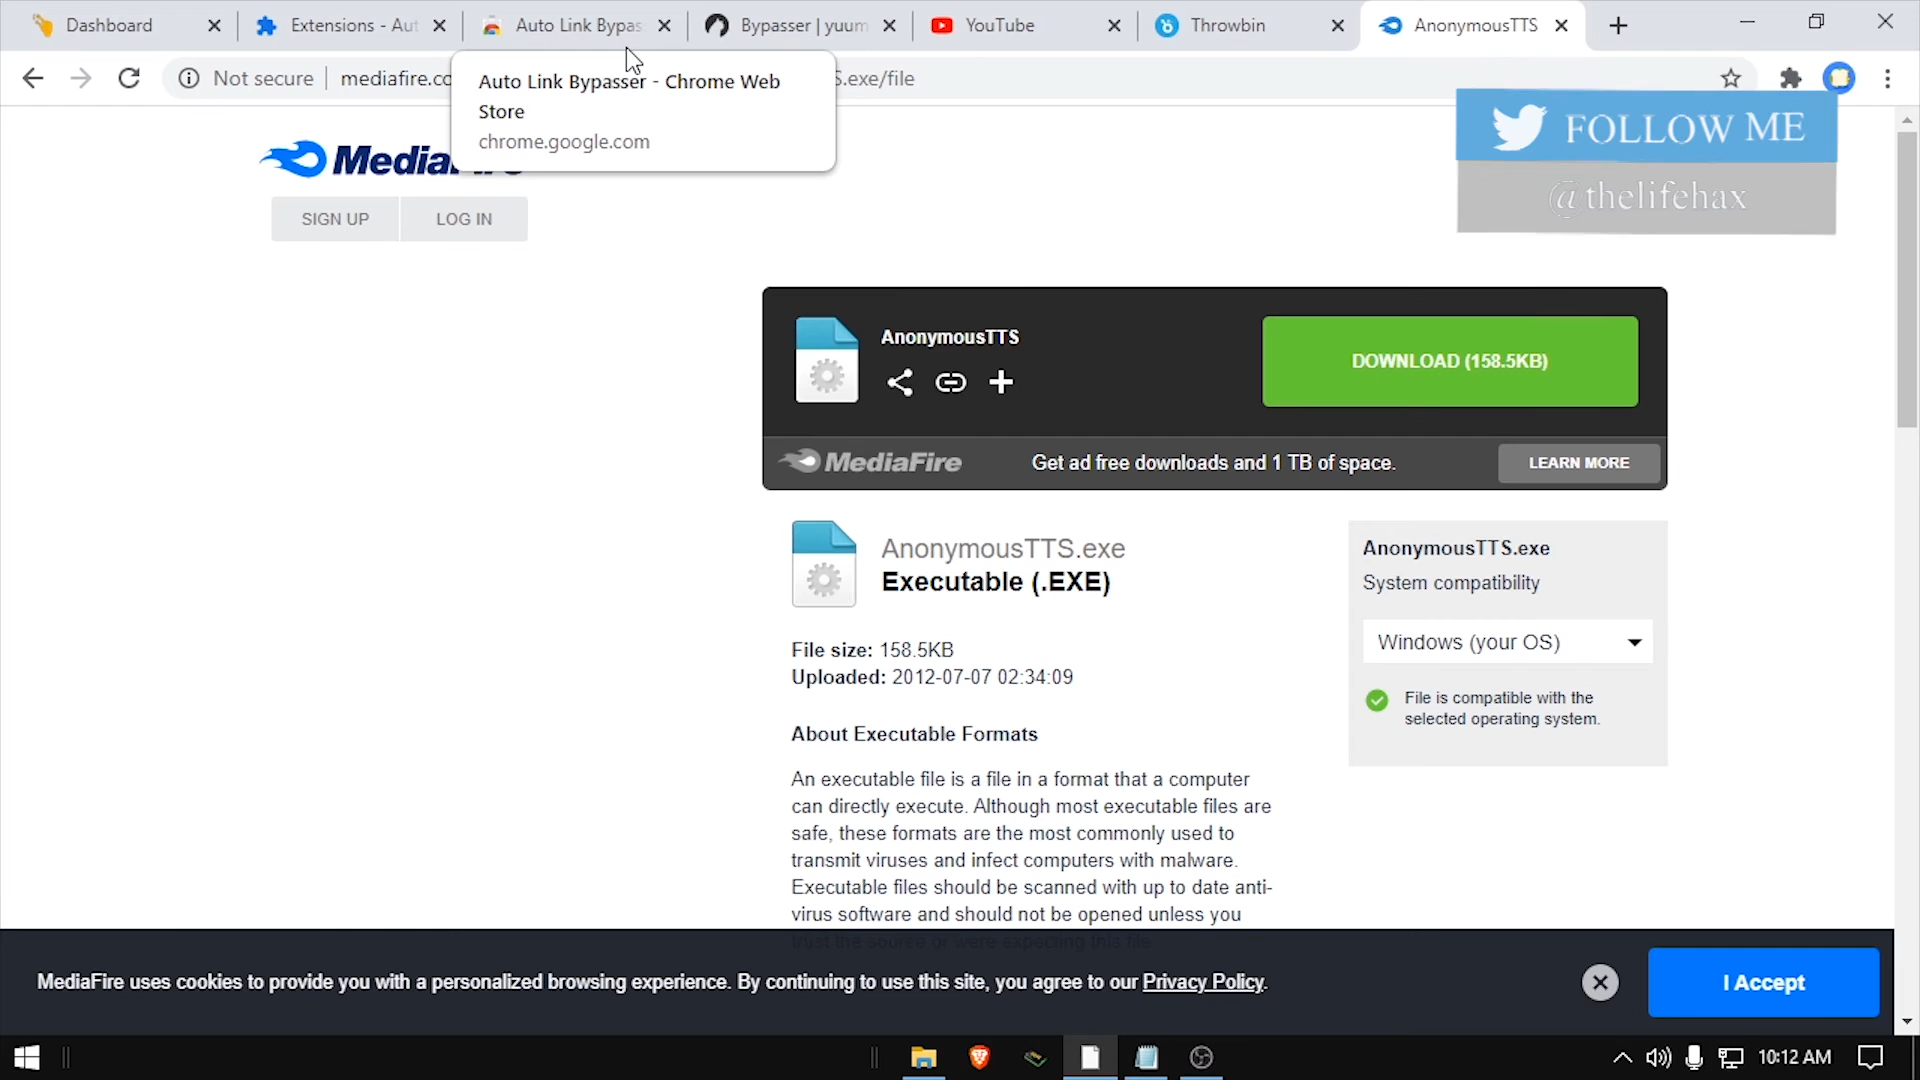 Dashboard
Extensions - Aut
Auto Link Bypas
Bypasser | yuum
YouTube
Throwbin
AnonymousTTS
Not secure
mediafire.co
S.exe/file
Auto Link Bypasser - Chrome Web
Store
chrome.google.com
FOLLOW ME
@thelifehax
SIGN UP
LOG IN
AnonymousTTS
DOWNLOAD (158.5KB)
MediaFire
Get ad free downloads and 1 TB of space.
LEARN MORE
AnonymousTTS.exe
Executable (.EXE)
File size: 158.5KB
Uploaded: 2012-07-07 02:34:09
About Executable Formats
An executable file is a file in a format that a computer
can directly execute. Although most executable files are
safe, these formats are the most commonly used to
transmit viruses and infect computers with malware.
Executable files should be scanned with up to date anti-
virus software and should not be opened unless you
trust the source or were expecting this file.
AnonymousTTS.exe
System compatibility
Windows (your OS)
File is compatible with the
selected operating system.
MediaFire uses cookies to provide you with a personalized browsing experience. By continuing to use this site, you agree to our Privacy Policy.
I Accept
10:12 AM